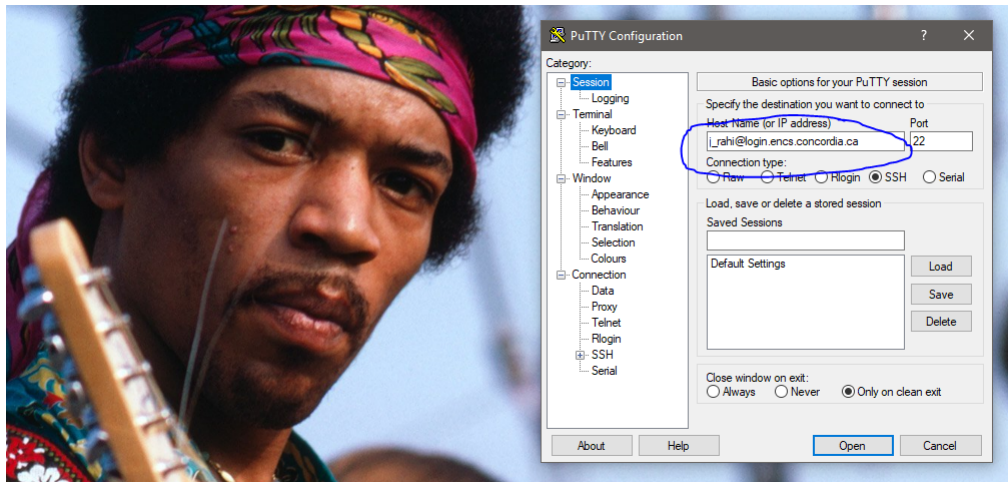 PuTTY Configuration
? ×
Category:
Session
Logging
Terminal
Keyboard
Bell
Features
Window
Appearance
Behaviour
Translation
Selection
Colours
Connection
Data
Proxy
Telnet
Rlogin
SSH
Serial
Basic options for your PuTTY session
Specify the destination you want to connect to
Host Name (or IP address) Port
j_rahi@login.encs.concordia.ca 22
Connection type:
Raw Telnet Rlogin SSH Serial
Load, save or delete a stored session
Saved Sessions
Default Settings
Load
Save
Delete
Close window on exit:
Always Never Only on clean exit
About Help Open Cancel